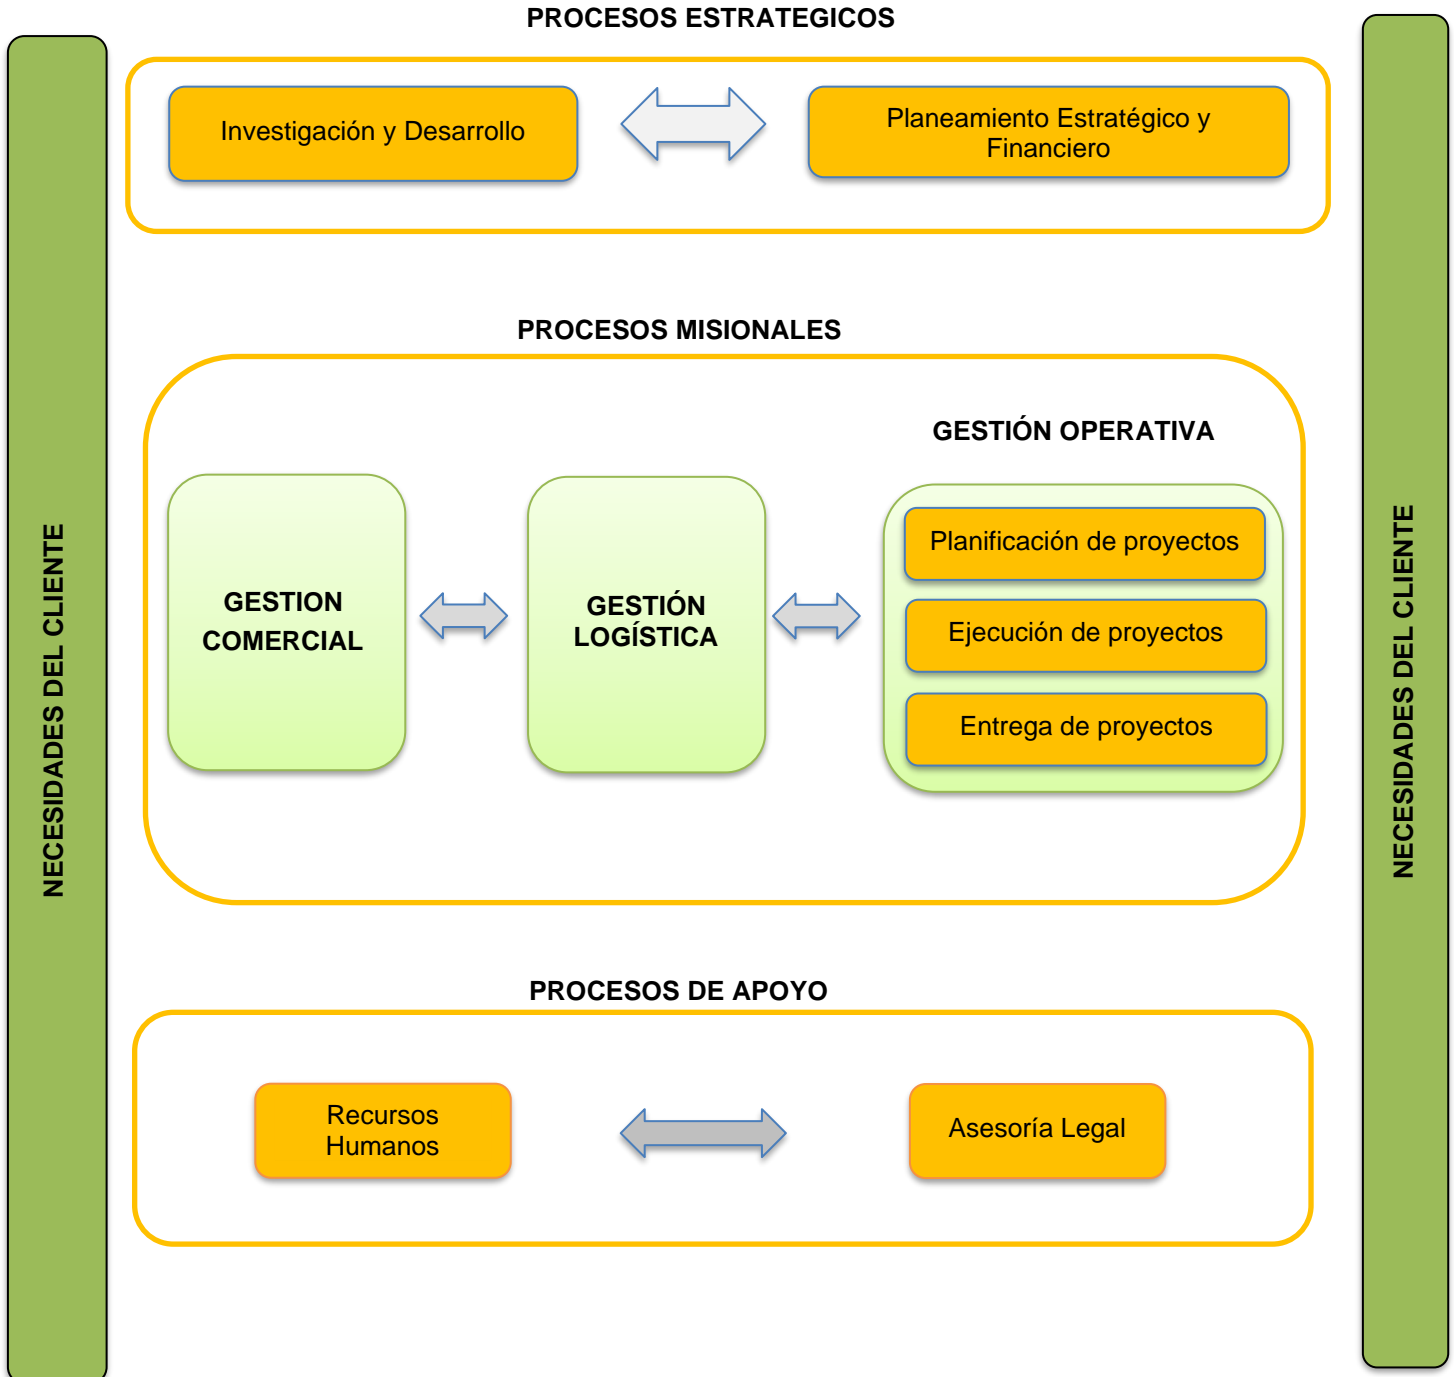 PROCESOS ESTRATEGICOS
NECESIDADES DEL CLIENTE
Investigación y Desarrollo
Planeamiento Estratégico y
Financiero
PROCESOS MISIONALES
GESTION
COMERCIAL
GESTIÓN
LOGÍSTICA
GESTIÓN OPERATIVA
Planificación de proyectos
Ejecución de proyectos
Entrega de proyectos
PROCESOS DE APOYO
Recursos
Humanos
Asesoría Legal
NECESIDADES DEL CLIENTE